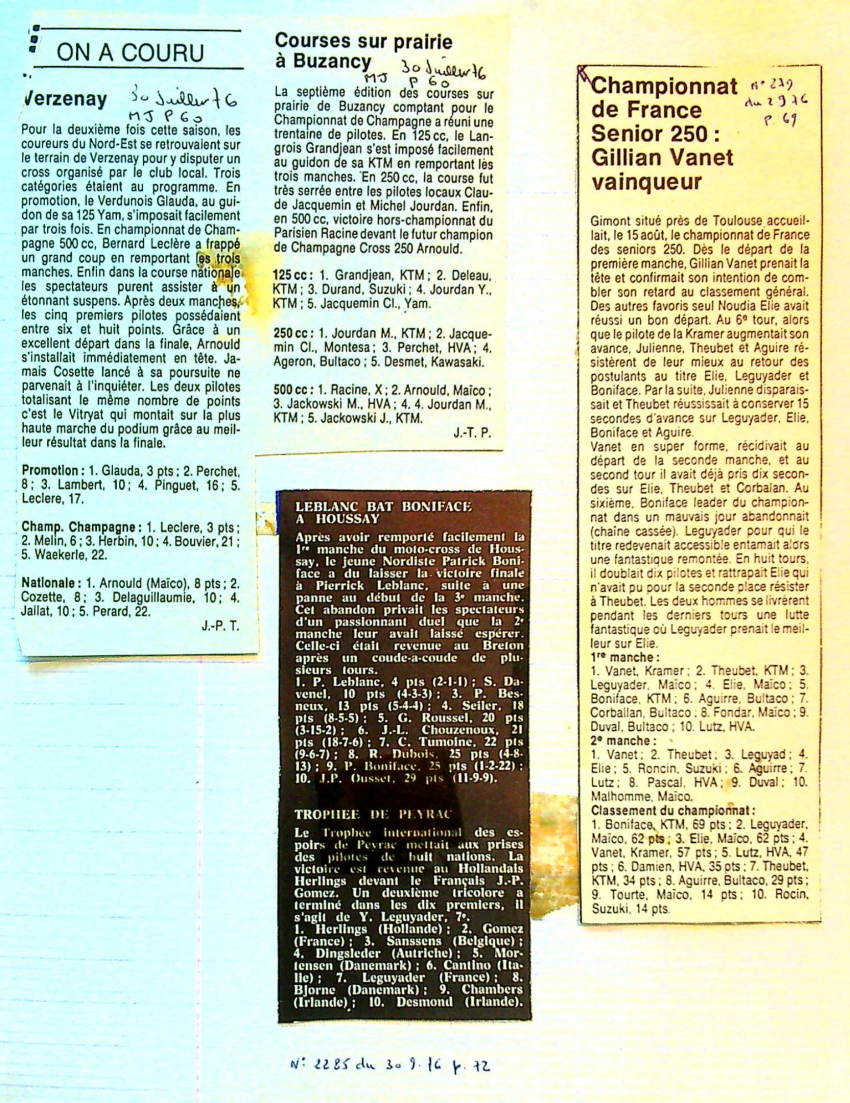 ON A COURU
Verzenay
30 Juillet 76
MJ P 60
Pour la deuxième fois cette saison, les
coureurs du Nord-Est se retrouvaient sur
le terrain de Verzenay pour y disputer un
cross organisé par le club local. Trois
catégories étaient au programme. En
promotion, le Verdunois Glauda, au gui-
don de sa 125 Yam, s'imposait facilement
par trois fois. En championnat de Cham-
pagne 500 cc, Bernard Leclère a frappé
un grand coup en remportant les trois
manches. Enfin dans la course nationale
les spectateurs purent assister à un
étonnant suspens. Après deux manches,
les cinq premiers pilotes possédaient
entre six et huit points. Grâce à un
excellent départ dans la finale, Arnould
s'installait immédiatement en tête. Ja-
mais Cosette lancé à sa poursuite ne
parvenait à l'inquiéter. Les deux pilotes
totalisant le même nombre de points
c'est le Vitryat qui montait sur la plus
haute marche du podium grâce au meil-
leur résultat dans la finale.
Promotion : 1. Glauda, 3 pts ; 2. Perchet,
8 ; 3. Lambert, 10 ; 4. Pinguet, 16 ; 5.
Leclere, 17.
Champ. Champagne : 1. Leclere, 3 pts ;
2. Melin, 6 ; 3. Herbin, 10 ; 4. Bouvier, 21 ;
5. Waekerle, 22.
Nationale : 1. Arnould (Maïco), 8 pts ; 2.
Cozette, 8 ; 3. Delaguillaumie, 10 ; 4.
Jallat, 10 ; 5. Perard, 22.
J.-P. T.
Courses sur prairie
à Buzancy
30 Juillet 76
MJ P 60
La septième édition des courses sur
prairie de Buzancy comptant pour le
Championnat de Champagne a réuni une
trentaine de pilotes. En 125 cc, le Lan-
grois Grandjean s'est imposé facilement
au guidon de sa KTM en remportant les
trois manches. En 250 cc, la course fut
très serrée entre les pilotes locaux Clau-
de Jacquemin et Michel Jourdan. Enfin,
en 500 cc, victoire hors-championnat du
Parisien Racine devant le futur champion
de Champagne Cross 250 Arnould.
125 cc : 1. Grandjean, KTM ; 2. Deleau,
KTM ; 3. Durand, Suzuki ; 4. Jourdan Y.,
KTM ; 5. Jacquemin Cl., Yam.
250 cc : 1. Jourdan M., KTM ; 2. Jacque-
min Cl., Montesa ; 3. Perchet, HVA ; 4.
Ageron, Bultaco ; 5. Desmet, Kawasaki.
500 cc : 1. Racine, X ; 2. Arnould, Maïco ;
3. Jackowski M., HVA ; 4. 4. Jourdan M.,
KTM ; 5. Jackowski J., KTM.
J.-T. P.
LEBLANC BAT BONIFACE
A HOUSSAY
Après avoir remporté facilement la
1re manche du moto-cross de Hous-
say, le jeune Nordiste Patrick Boni-
face a du laisser la victoire finale
à Pierrick Leblanc, suite à une
panne au début de la 3e manche.
Cet abandon privait les spectateurs
d'un passionnant duel que la 2e
manche leur avait laissé espérer.
Celle-ci était revenue au Breton
après un coude-a-coude de plu-
sieurs tours.
1. P. Leblanc, 4 pts (2-1-1) ; S. Da-
venel, 10 pts (4-3-3) ; 3. P. Bes-
neux, 13 pts (5-4-4) ; 4. Seiler, 18
pts (8-5-5) ; 5. G. Roussel, 20 pts
(3-15-2) ; 6. J.-L. Chouzenoux, 21
pts (18-7-6) ; 7. C. Tumoine, 22 pts
(9-6-7) ; 8. R. Dubois, 25 pts (4-8-
13) ; 9. P. Boniface, 25 pts (1-2-22) ;
10. J.P. Ousset, 29 pts (11-9-9).
TROPHEE DE PEYRAC
Le Trophée international des es-
poirs de Peyrac mettait aux prises
des pilotes de huit nations. La
victoire est revenue au Hollandais
Herlings devant le Français J.-P.
Gomez. Un deuxième tricolore a
terminé dans les dix premiers, il
s'agit de Y. Leguyader, 7e.
1. Herlings (Hollande) ; 2. Gomez
(France) ; 3. Sanssens (Belgique) ;
4. Dingsleder (Autriche) ; 5. Mor-
tensen (Danemark) ; 6. Cantino (Ita-
lie) ; 7. Leguyader (France) ; 8.
Bjorne (Danemark) ; 9. Chambers
(Irlande) ; 10. Desmond (Irlande).
N° 2285 du 30 9. 76 p. 72
Championnat
de France
Senior 250 :
Gillian Vanet
vainqueur
N° 279
du 2 9 76
P. 69
Gimont situé près de Toulouse accueil-
lait, le 15 août, le championnat de France
des seniors 250. Dès le départ de la
première manche, Gillian Vanet prenait la
tête et confirmait son intention de com-
bler son retard au classement général.
Des autres favoris seul Noudia Elie avait
réussi un bon départ. Au 6e tour, alors
que le pilote de la Kramer augmentait son
avance, Julienne, Theubet et Aguire ré-
sistèrent de leur mieux au retour des
postulants au titre Elie, Leguyader et
Boniface. Par la suite, Julienne disparais-
sait et Theubet réussissait à conserver 15
secondes d'avance sur Leguyader, Elie,
Boniface et Aguire.
Vanet en super forme, récidivait au
départ de la seconde manche, et au
second tour il avait déjà pris dix secon-
des sur Elie, Theubet et Corbalan. Au
sixième, Boniface leader du champion-
nat dans un mauvais jour abandonnait
(chaîne cassée). Leguyader pour qui le
titre redevenait accessible entamait alors
une fantastique remontée. En huit tours,
il doublait dix pilotes et rattrapait Elie qui
n'avait pu pour la seconde place résister
à Theubet. Les deux hommes se livrèrent
pendant les derniers tours une lutte
fantastique où Leguyader prenait le meil-
leur sur Elie.
1re manche :
1. Vanet, Kramer ; 2. Theubet, KTM ; 3.
Leguyader, Maïco ; 4. Elie, Maïco ; 5.
Boniface, KTM ; 6. Aguirre, Bultaco ; 7.
Corballan, Bultaco ; 8. Fondar, Maïco ; 9.
Duval, Bultaco ; 10. Lutz, HVA.
2e manche :
1. Vanet ; 2. Theubet ; 3. Leguyad ; 4.
Elie ; 5. Roncin, Suzuki ; 6. Aguirre ; 7.
Lutz ; 8. Pascal, HVA ; 9. Duval ; 10.
Malhomme, Maïco.
Classement du championnat :
1. Boniface, KTM, 69 pts ; 2. Leguyader,
Maïco, 62 pts ; 3. Elie, Maïco, 62 pts ; 4.
Vanet, Kramer, 57 pts ; 5. Lutz, HVA, 47
pts ; 6. Damien, HVA, 35 pts ; 7. Theubet,
KTM, 34 pts ; 8. Aguirre, Bultaco, 29 pts ;
9. Tourte, Maïco, 14 pts ; 10. Rocin,
Suzuki, 14 pts.